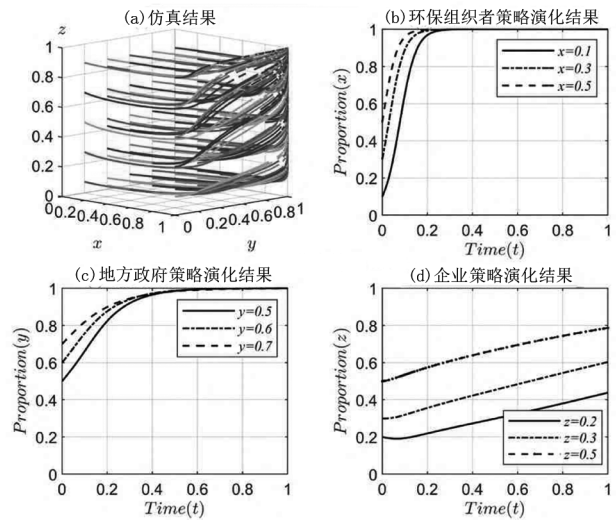 (a)仿真结果
z
1
0.8
0.6
0.4
0.2
0
0
0.2
0.4
0.6
0.8
1
x
0
0.2
0.4
0.6
0.8
1
y
(b)环保组织者策略演化结果
Proportion(x)
1
0.8
0.6
0.4
0.2
0
x=0.1
x=0.3
x=0.5
0 0.2 0.4 0.6 0.8 1
Time(t)
(c)地方政府策略演化结果
Proportion(y)
1
0.8
0.6
0.4
0.2
0
y=0.5
y=0.6
y=0.7
0 0.2 0.4 0.6 0.8 1
Time(t)
(d)企业策略演化结果
Proportion(z)
1
0.8
0.6
0.4
0.2
0
z=0.2
z=0.3
z=0.5
0 0.2 0.4 0.6 0.8 1
Time(t)